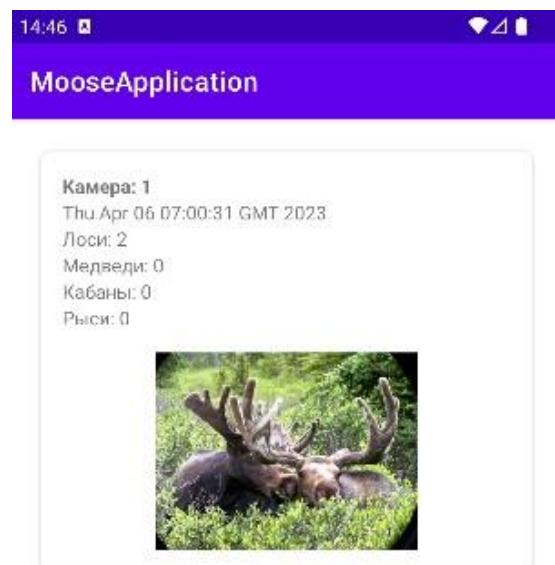 14:46
MooseApplication
Камера: 1
Thu Apr 06 07:00:31 GMT 2023
Лоси: 2
Медведи: 0
Кабаны: 0
Рыси: 0